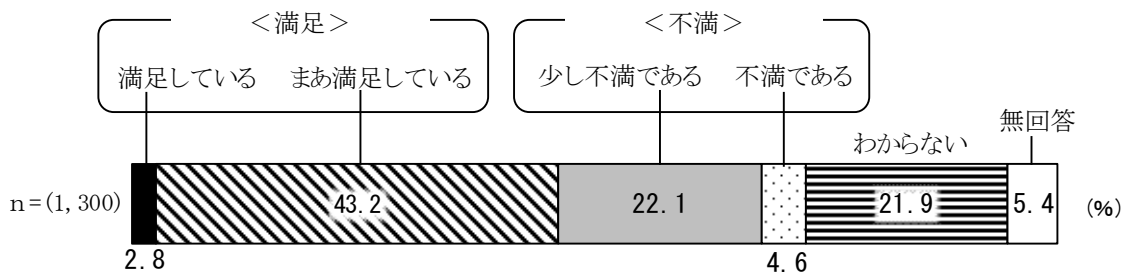 ＜満足＞ ＜不満＞
満足している まあ満足している 少し不満である 不満である
わからない 無回答
n=(1,300) 43.2 22.1 21.9 5.4 (%)
2.8 4.6